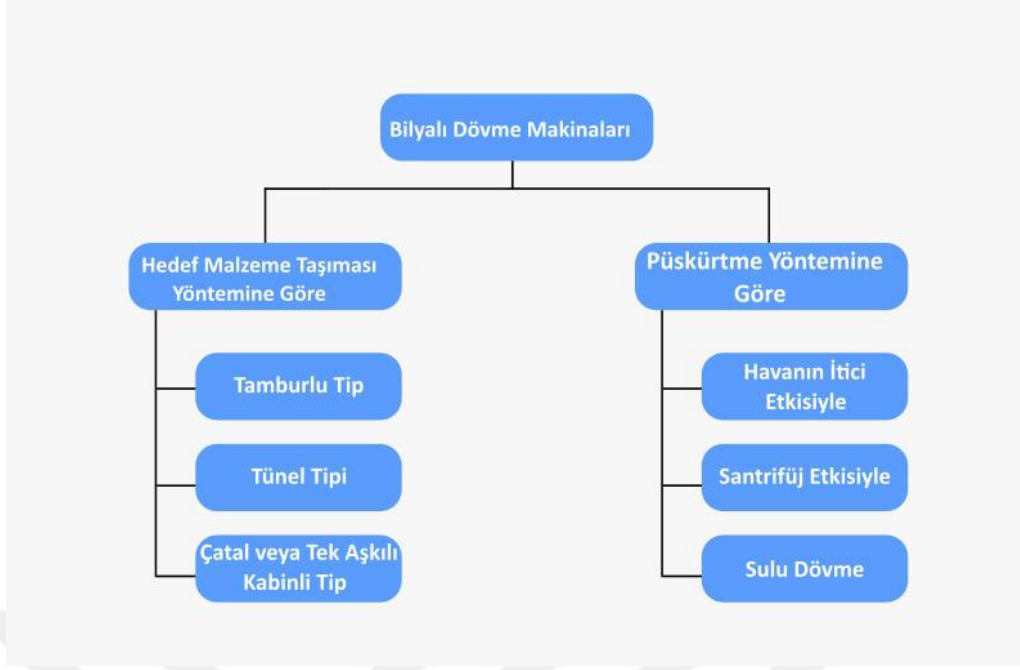 Bilyalı Dövme Makinaları
Hedef Malzeme Taşıması
Yöntemine Göre
Tamburlu Tip
Tünel Tipi
Çatal veya Tek Aşkılı
Kabinli Tip
Püskürtme Yöntemine
Göre
Havanın İtici
Etkisiyle
Santrifüj Etkisiyle
Sulu Dövme